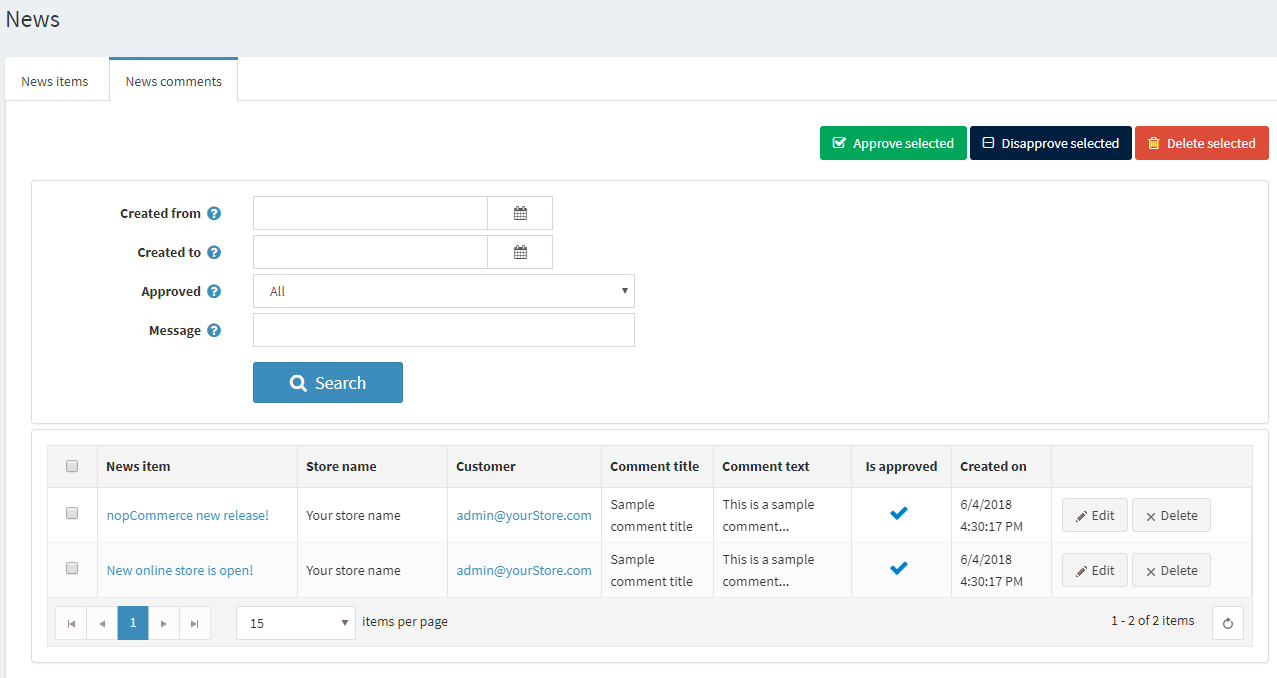 News
News items
News comments
Approve selected
Disapprove selected
Delete selected
Created from
Created to
Approved
All
Message
Search
News item
Store name
Customer
Comment title
Comment text
Is approved
Created on
nopCommerce new release!
Your store name
admin@yourStore.com
Sample
comment title
This is a sample
comment...
6/4/2018
4:30:17 PM
Edit
Delete
New online store is open!
Your store name
admin@yourStore.com
Sample
comment title
This is a sample
comment...
6/4/2018
4:30:17 PM
Edit
Delete
1
15
items per page
1 - 2 of 2 items